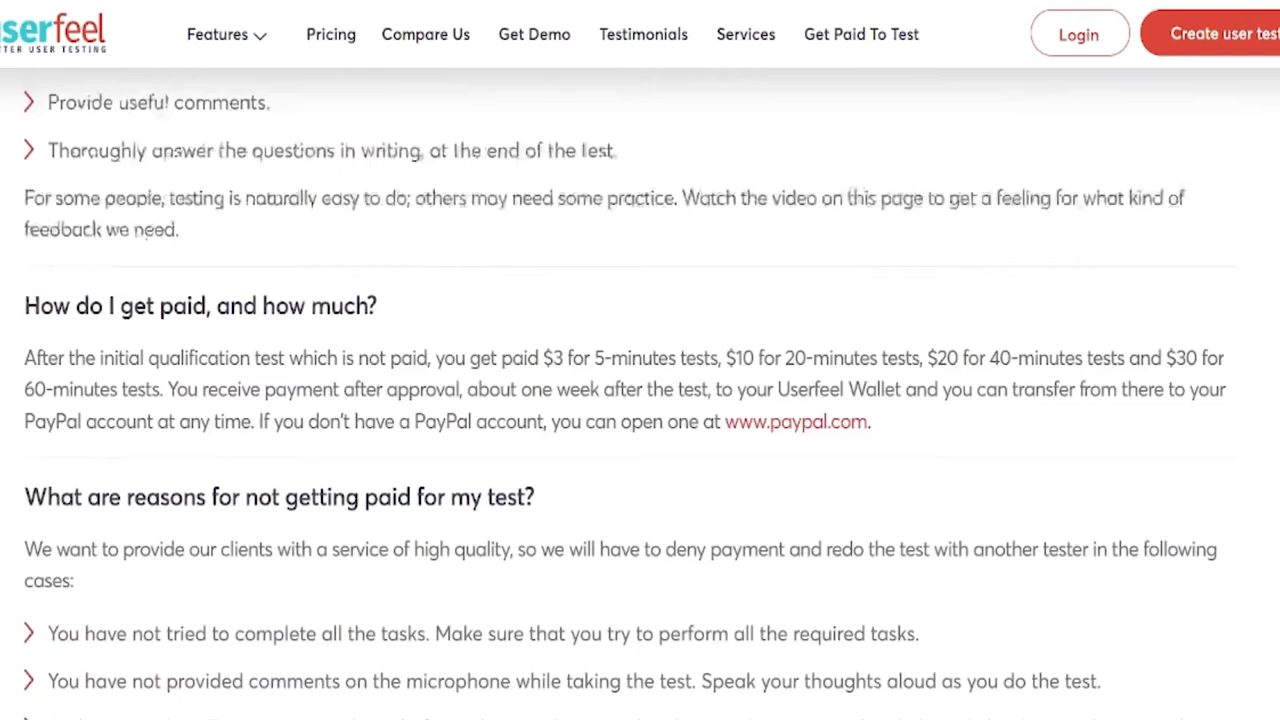 serfeel
TTER USER TESTING
Features
Pricing
Compare Us
Get Demo
Testimonials
Services
Get Paid To Test
Login
Create user test
Provide useful comments.
Thoroughly answer the questions in writing, at the end of the test.
For some people, testing is naturally easy to do; others may need some practice. Watch the video on this page to get a feeling for what kind of
feedback we need.
How do I get paid, and how much?
After the initial qualification test which is not paid, you get paid $3 for 5-minutes tests, $10 for 20-minutes tests, $20 for 40-minutes tests and $30 for
60-minutes tests. You receive payment after approval, about one week after the test, to your Userfeel Wallet and you can transfer from there to your
PayPal account at any time. If you don't have a PayPal account, you can open one at www.paypal.com.
What are reasons for not getting paid for my test?
We want to provide our clients with a service of high quality, so we will have to deny payment and redo the test with another tester in the following
cases:
You have not tried to complete all the tasks. Make sure that you try to perform all the required tasks.
You have not provided comments on the microphone while taking the test. Speak your thoughts aloud as you do the test.